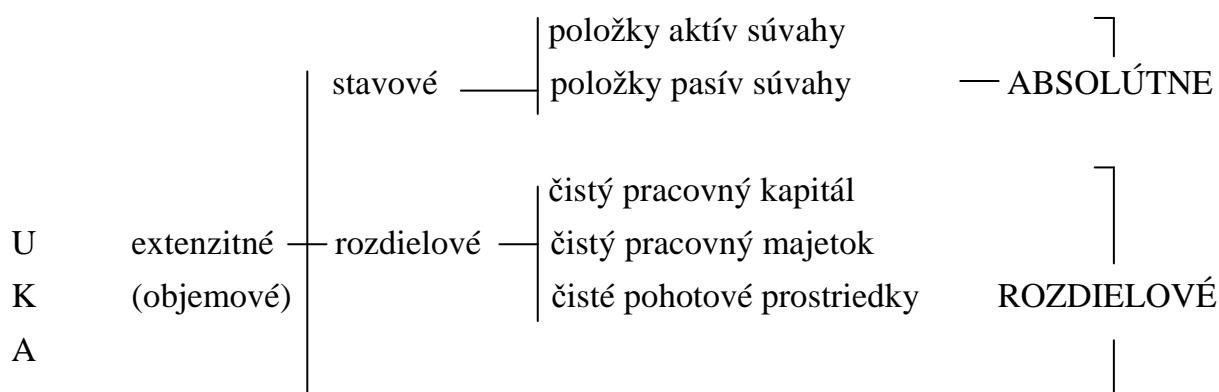 položky aktív súvahy
stavové položky pasív súvahy ABSOLÚTNE
čistý pracovný kapitál
U extenzitné rozdielové čistý pracovný majetok
K (objemové) čisté pohotové prostriedky ROZDIELOVÉ
A